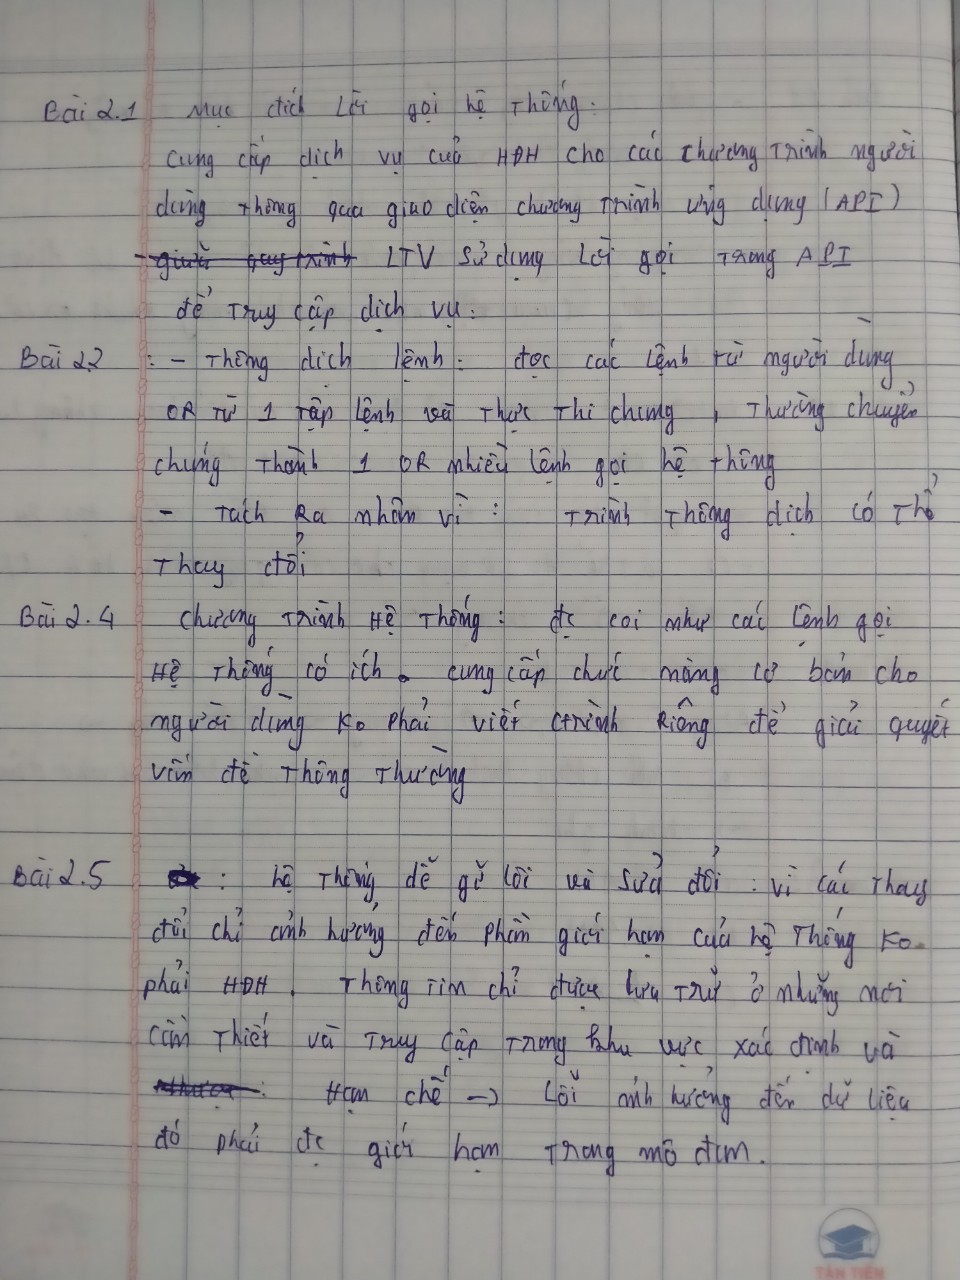 Bài 2.1 Mục đích Lời gọi hệ Thống.
cung cấp dịch vụ của HĐH cho các chương Trình người
dùng thông qua giao diện chương Trình ứng dụng (API)
giữa quy trình LTV Sử dụng Lời gọi Trong API
để Truy cập dịch vụ.
Bài 2.2 : - Thông dịch lệnh : đọc các lệnh từ người dùng
OR từ 1 Tập lệnh và Thực Thi chúng, Thường chuyển
chúng Thành 1 OR nhiều lệnh gọi hệ thống
- Tách Ra nhân vì : Trình Thông dịch có Thể
Thay đổi
Bài 2.4 Chương Trình Hệ Thống : đc coi như các lệnh gọi
Hệ Thống có ích. cung cấp chức năng cơ bản cho
người dùng Ko phải viết ctrình Riêng để giải quyết
vấn đề Thông Thường
Bài 2.5 : hệ Thống dễ gỡ lỗi và Sửa đổi : vì các Thay
đổi chỉ ảnh hưởng đến phần giới hạn của hệ Thống Ko
phải HĐH. Thông Tin chỉ được lưu Trữ ở những nơi
Cần Thiết và Truy Cập Trong khu vực xác định và
Hạn chế -> Lỗi ảnh hưởng đến dữ liệu
đó phải đc giới hạn Trong mô đun.
TÂN TIẾN